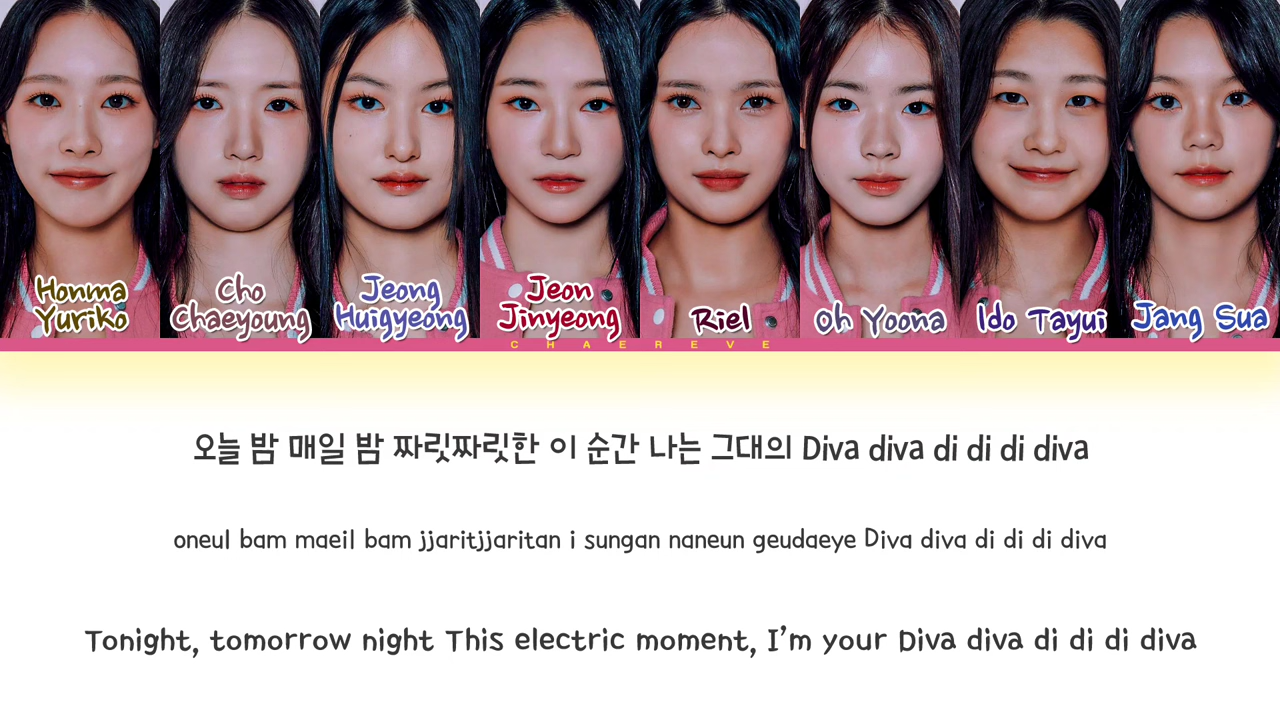 Honma
Yuriko
Cho
Chaeyoung
Jeong
Huigyeong
Jeon
Jinyeong
Riel
Oh Yoona
Ido Tayui
Jang Sua
CHAEREVE
오늘 밤 매일 밤 짜릿짜릿한 이 순간 나는 그대의 Diva diva di di di diva
oneul bam maeil bam jjaritjjaritan i sungan naneun geudaeye Diva diva di di di diva
Tonight, tomorrow night This electric moment, I'm your Diva diva di di di diva